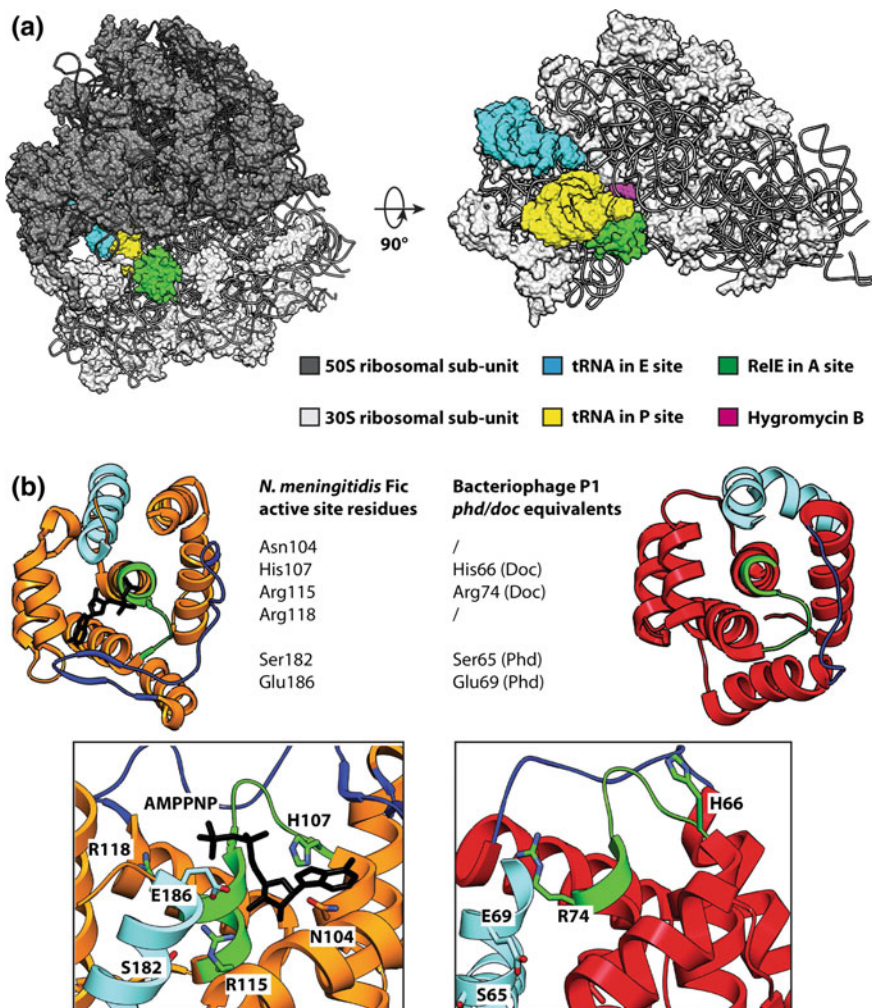 (a)
90°
50S ribosomal sub-unit
tRNA in E site
RelE in A site
30S ribosomal sub-unit
tRNA in P site
Hygromycin B
(b)
N. meningitidis Fic
active site residues
Bacteriophage P1
phd/doc equivalents
Asn104
/
His107
His66 (Doc)
Arg115
Arg74 (Doc)
Arg118
/
Ser182
Ser65 (Phd)
Glu186
Glu69 (Phd)
AMPPNP
H107
R118
E186
N104
S182
R115
H66
E69
R74
S65